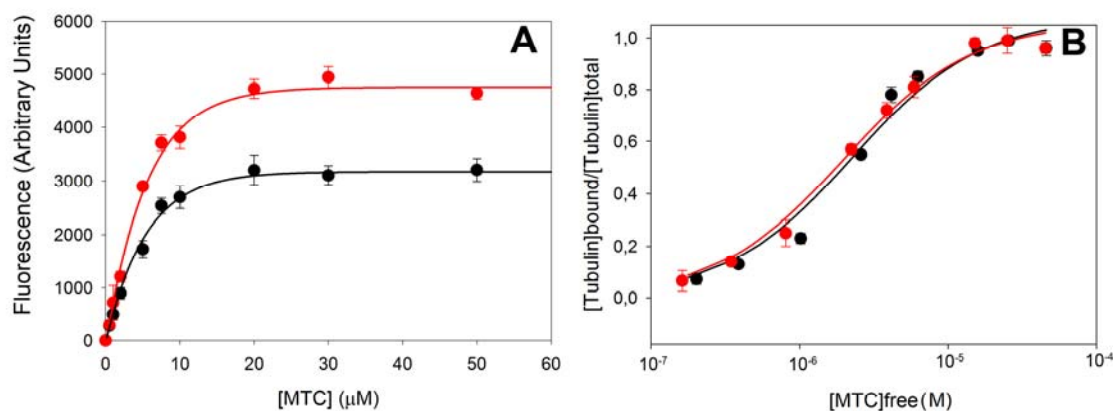 A
Fluorescence (Arbitrary Units)
6000
5000
4000
3000
2000
1000
0
0 10 20 30 40 50 60
[MTC] (μM)
B
[Tubulin]bound/[Tubulin]total
1,0
0,8
0,6
0,4
0,2
0,0
10-7 10-6 10-5 10-4
[MTC]free(M)